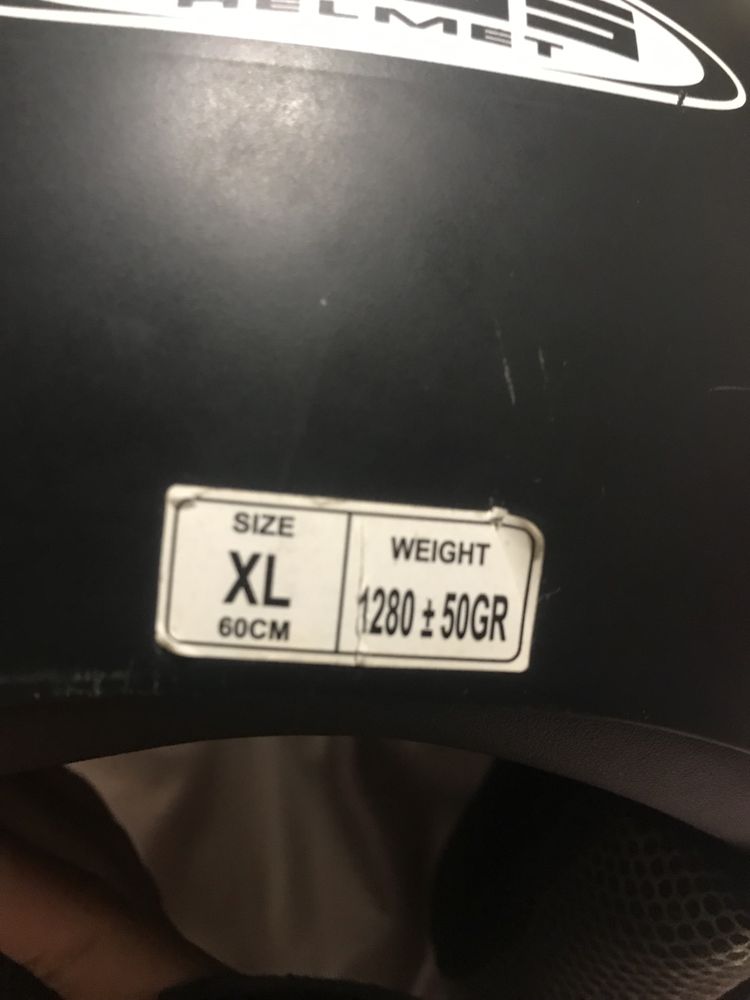 HELMET
SIZE
XL
60CM
WEIGHT
1280 ± 50GR